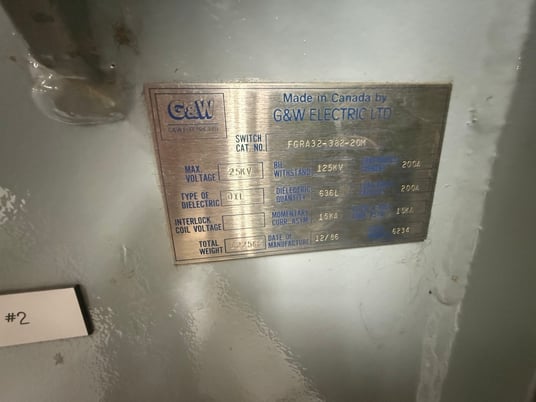 G&W
Made in Canada by
G&W ELECTRIC LTD
SWITCH
CAT. NO. FGRA32-382-20M
MAX. VOLTAGE 25KV
BIL WITHSTAND 125KV
200A
TYPE OF DIELECTRIC OIL
DIELECTRIC QUANTITY 636L
200A
INTERLOCK COIL VOLTAGE
MOMENTARY CURR. ASYM. 15KA
15KA
TOTAL WEIGHT
DATE OF MANUFACTURE 12/86
6234
#2